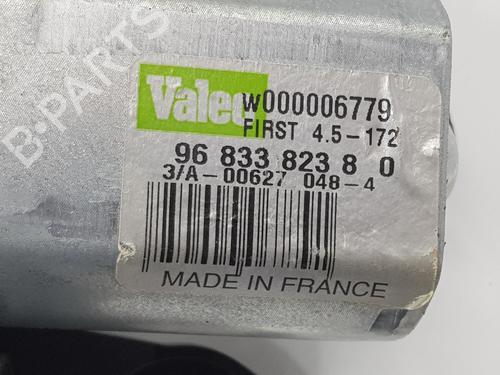 B-PARTS
Valeo w000006779
FIRST 4.5-172
96 833 823 8 0
3/A-00627 048-4
MADE IN FRANCE